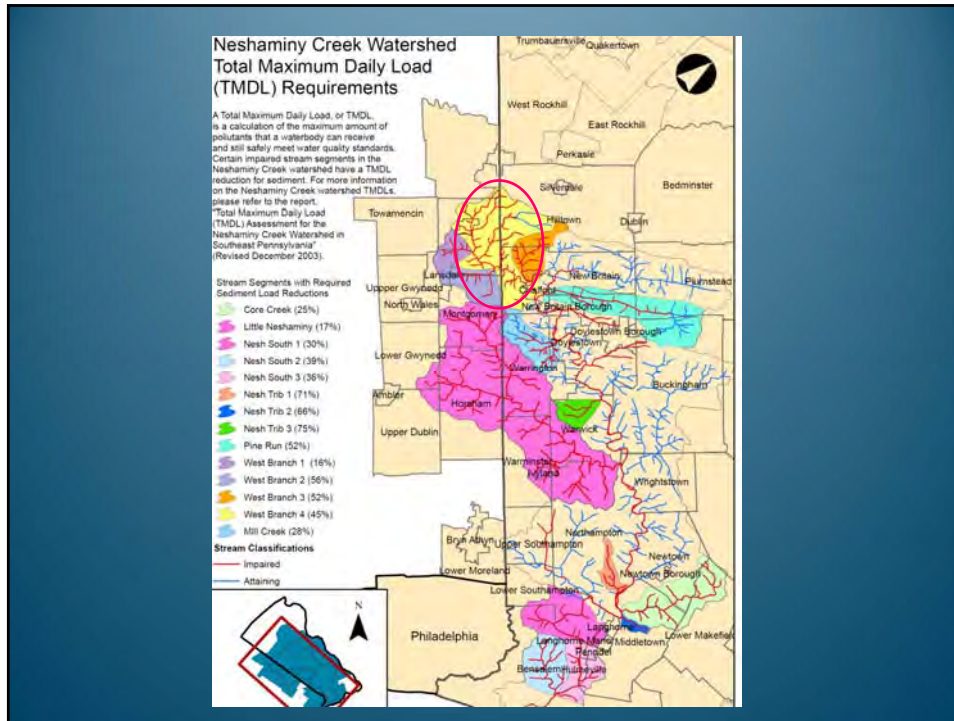 Neshaminy Creek Watershed
Total Maximum Daily Load
(TMDL) Requirements
A Total Maximum Daily Load, or TMDL,
is a calculation of the maximum amount of
pollutants that a waterbody can receive
and still safely meet water quality standards.
Certain impaired stream segments in the
Neshaminy Creek watershed have a TMDL
reduction for sediment. For more information
on the Neshaminy Creek watershed TMDLs,
please refer to the report,
"Total Maximum Daily Load
(TMDL) Assessment for the
Neshaminy Creek Watershed in
Southeast Pennsylvania"
(Revised December 2003).
Stream Segments with Required
Sediment Load Reductions
Core Creek (25%)
Little Neshaminy (17%)
Nesh South 1 (30%)
Nesh South 2 (39%)
Nesh South 3 (36%)
Nesh Trib 1 (71%)
Nesh Trib 2 (66%)
Nesh Trib 3 (75%)
Pine Run (52%)
West Branch 1 (16%)
West Branch 2 (56%)
West Branch 3 (52%)
West Branch 4 (45%)
Mill Creek (28%)
Stream Classifications
Impaired
Attaining
N
Trumbauersville
Quakertown
West Rockhill
East Rockhill
Perkasie
Silverdale
Bedminster
Towamencin
Hilltown
Dublin
Lansdale
New Britain
Plumstead
Upper Gwynedd
Chalfont
North Wales
New Britain Borough
Montgomery
Doylestown Borough
Doylestown
Lower Gwynedd
Warrington
Buckingham
Ambler
Horsham
Upper Dublin
Warwick
Warminster
Ivyland
Wrightstown
Northampton
Bryn Athyn
Upper Southampton
Newtown
Lower Moreland
Newtown Borough
Lower Southampton
Philadelphia
Langhorne
Langhorne Manor
Middletown
Lower Makefield
Penndel
Bensalem
Hulmeville